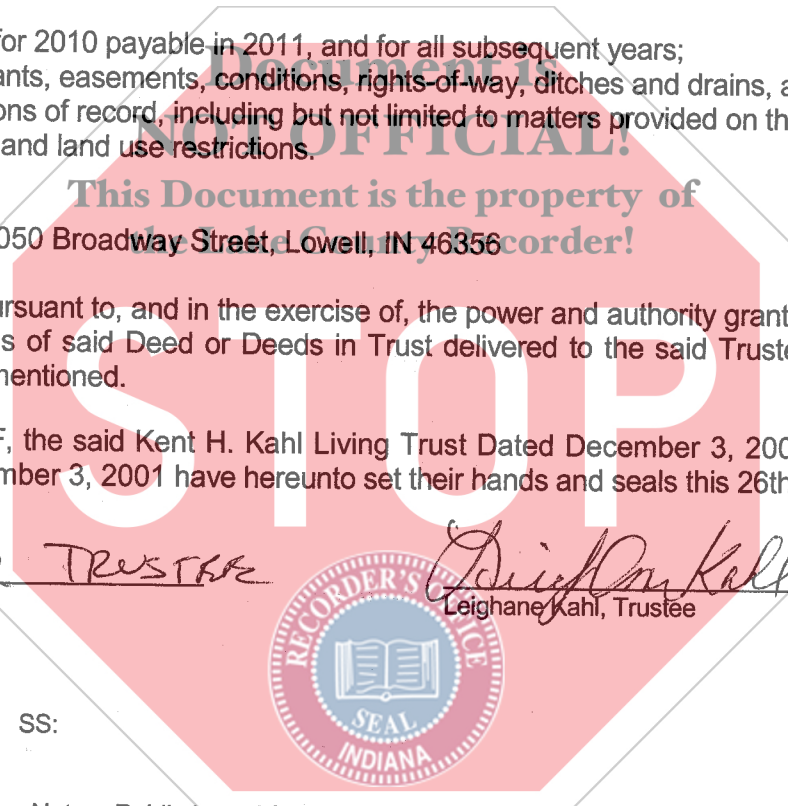 for 2010 payable in 2011, and for all subsequent years;
Document is
ants, easements, conditions, rights-of-way, ditches and drains, a
ons of record, including but not limited to matters provided on th
NOT OFFICIAL!
and land use restrictions.
This Document is the property of
050 Broadway Street, Lowell, IN 46356
the Lake County Recorder!
ursuant to, and in the exercise of, the power and authority grant
s of said Deed or Deeds in Trust delivered to the said Truste
mentioned.
STOP
F, the said Kent H. Kahl Living Trust Dated December 3, 200
mber 3, 2001 have hereunto set their hands and seals this 26th
TRUSTEE
Leighane Kahl, Trustee
RECORDER'S OFFICE
SEAL
INDIANA
SS: